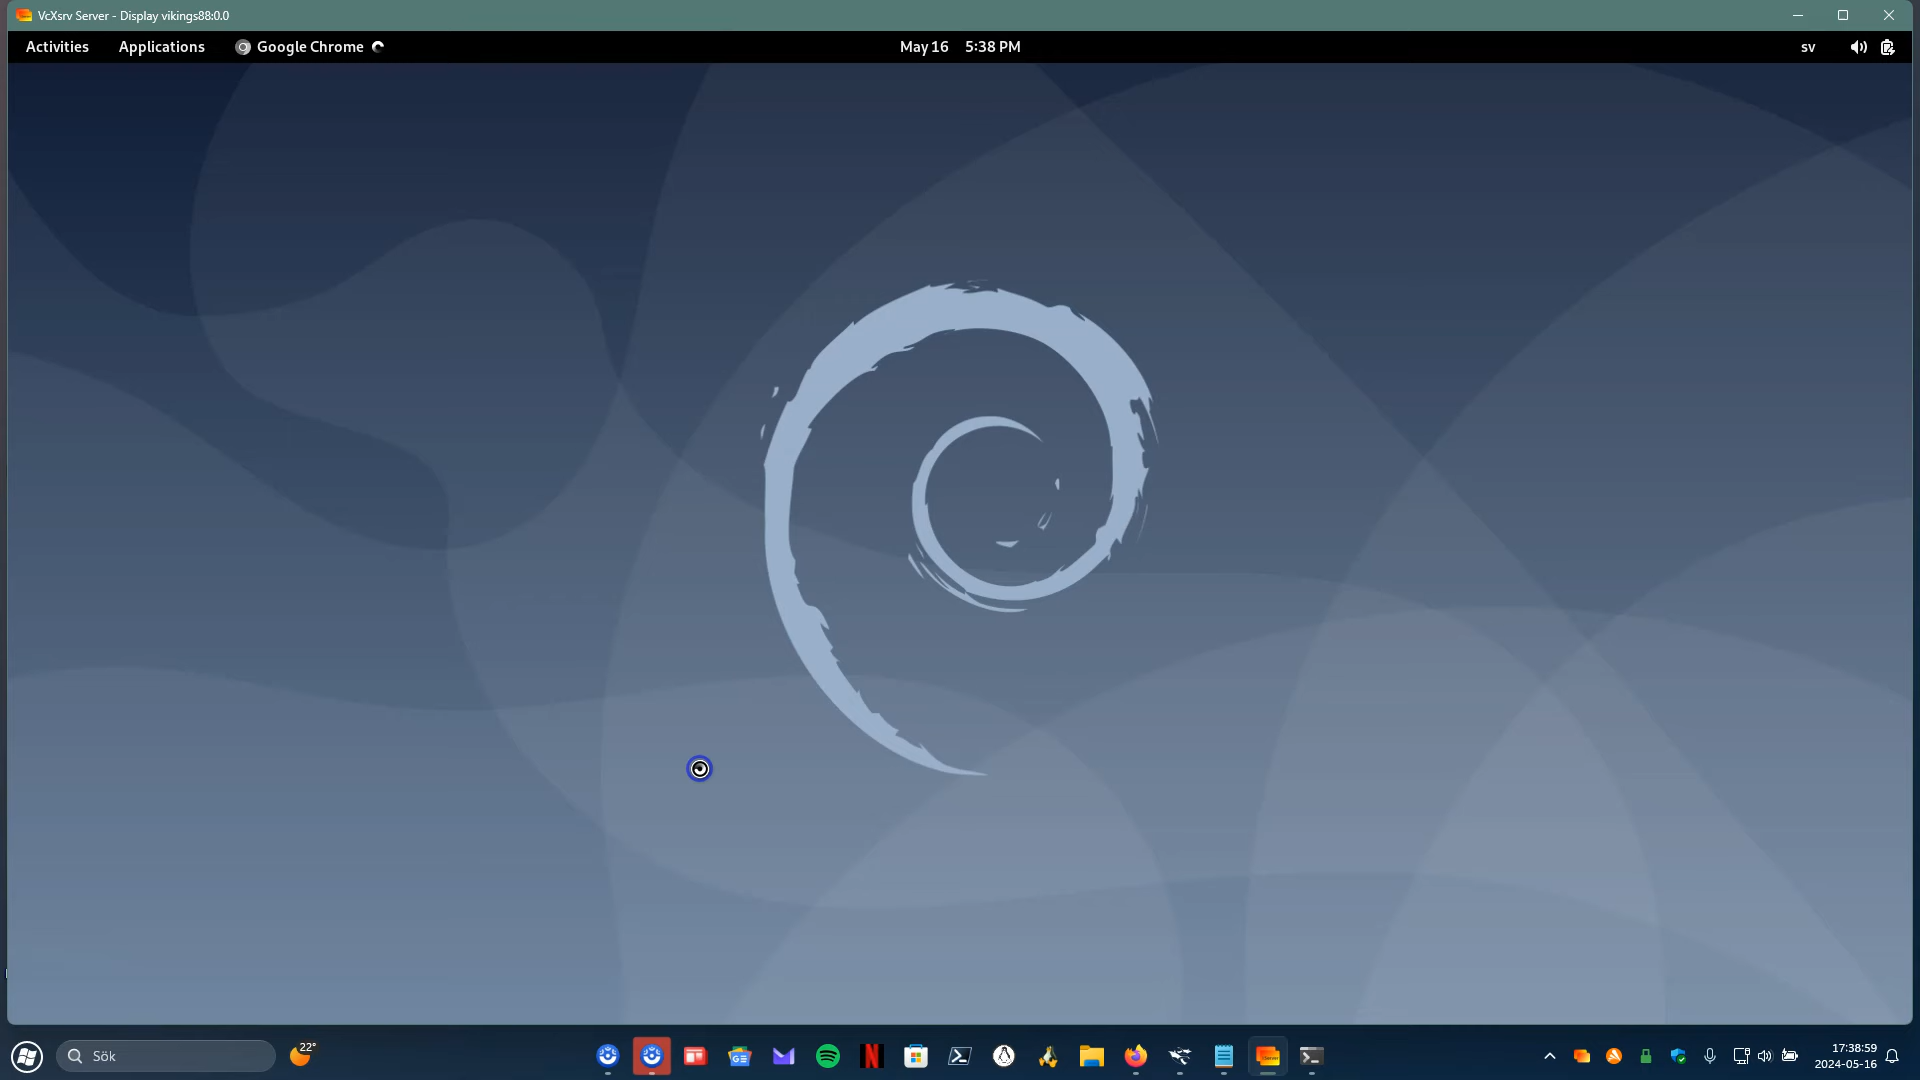 VcXsrv Server - Display vikings88:0.0
Activities Applications Google Chrome May 16 5:38 PM sv
Sök 22° 17:38:59
2024-05-16